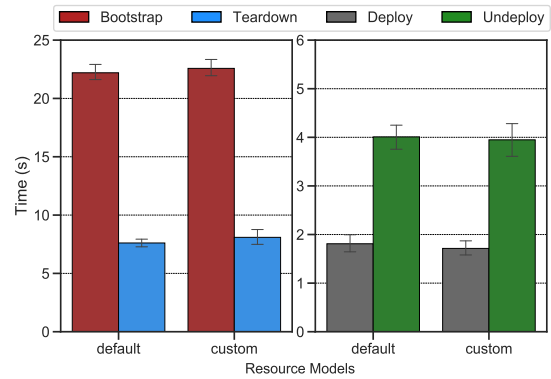 Bootstrap Teardown Deploy Undeploy
Time (s)
25
20
15
10
5
0
default custom
6
5
4
3
2
1
0
default custom
Resource Models